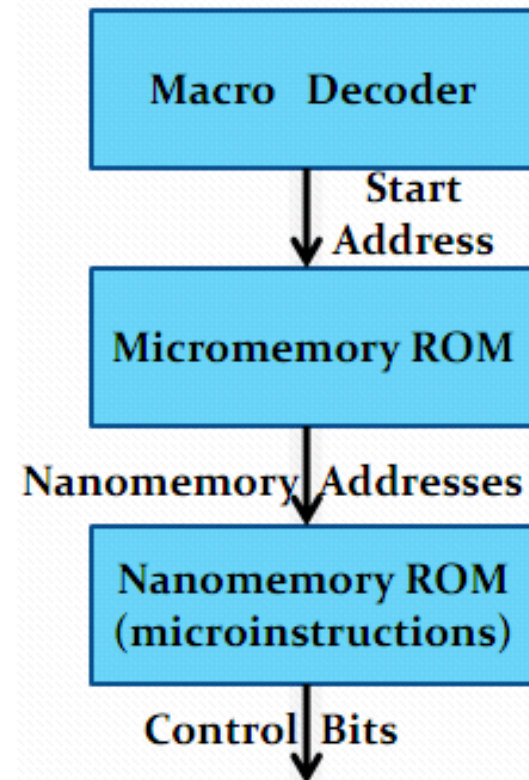 Macro Decoder
Start
Address
Micromemory ROM
Nanomemory Addresses
Nanomemory ROM
(microinstructions)
Control Bits